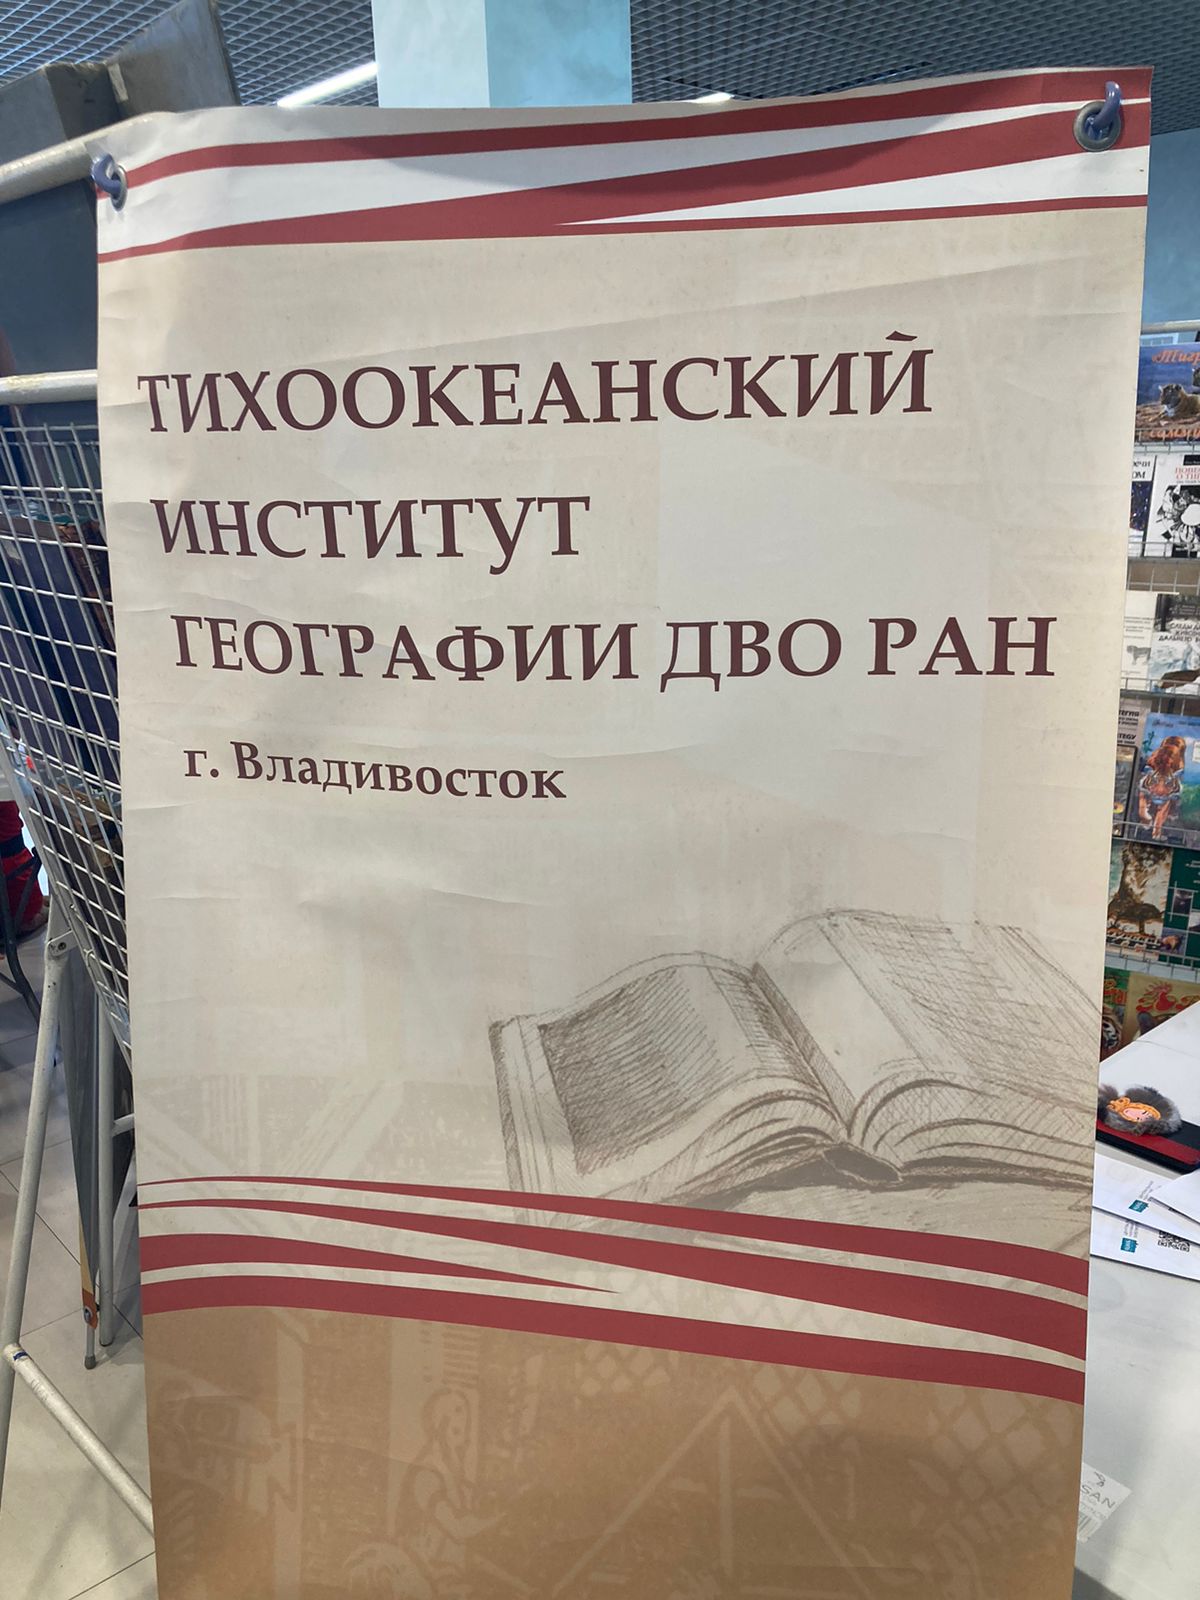 ТИХООКЕАНСКИЙ
ИНСТИТУТ
ГЕОГРАФИИ ДВО РАН
г. Владивосток